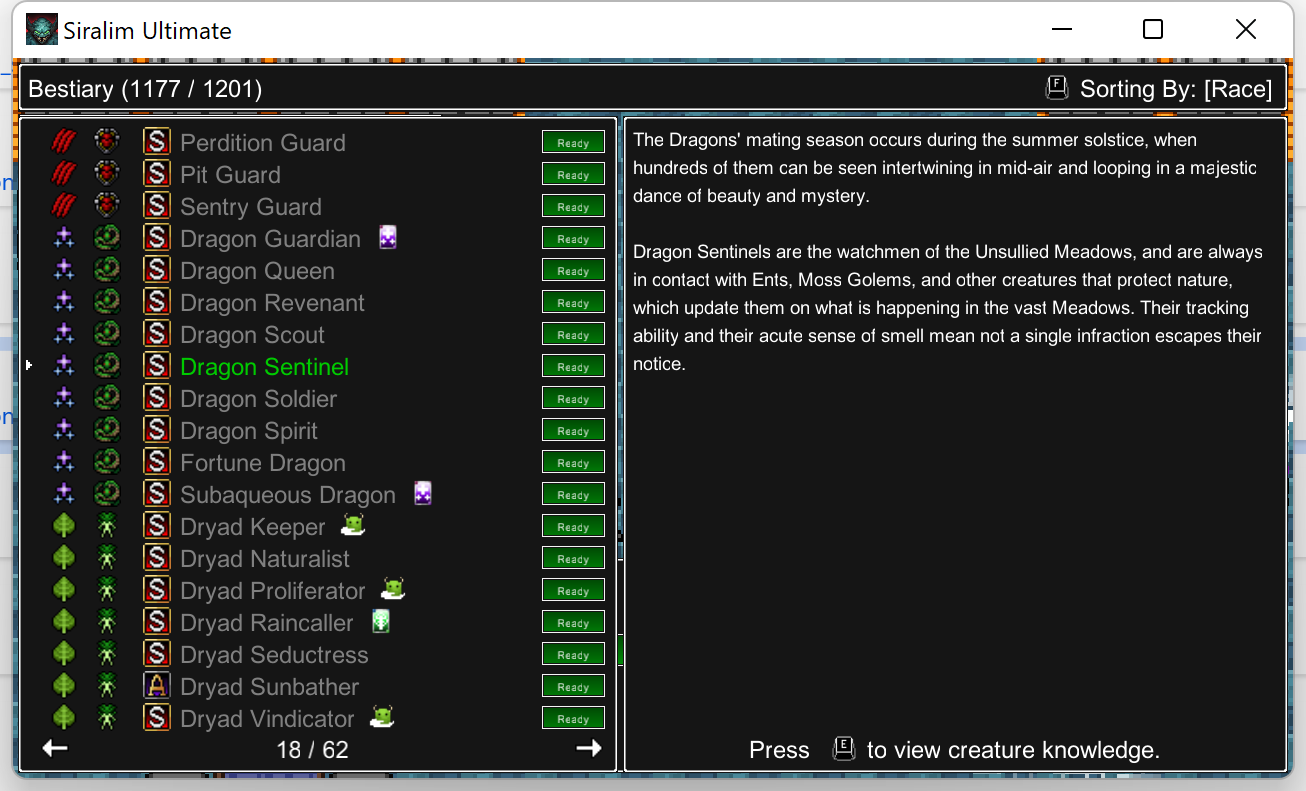 Siralim Ultimate
Bestiary (1177 / 1201)
F Sorting By: [Race]
S Perdition Guard Ready
S Pit Guard Ready
S Sentry Guard Ready
S Dragon Guardian Ready
S Dragon Queen Ready
S Dragon Revenant Ready
S Dragon Scout Ready
S Dragon Sentinel Ready
S Dragon Soldier Ready
S Dragon Spirit Ready
S Fortune Dragon Ready
S Subaqueous Dragon Ready
S Dryad Keeper Ready
S Dryad Naturalist Ready
S Dryad Proliferator Ready
S Dryad Raincaller Ready
S Dryad Seductress Ready
A Dryad Sunbather Ready
S Dryad Vindicator Ready
18 / 62
The Dragons' mating season occurs during the summer solstice, when
hundreds of them can be seen intertwining in mid-air and looping in a majestic
dance of beauty and mystery.
Dragon Sentinels are the watchmen of the Unsullied Meadows, and are always
in contact with Ents, Moss Golems, and other creatures that protect nature,
which update them on what is happening in the vast Meadows. Their tracking
ability and their acute sense of smell mean not a single infraction escapes their
notice.
Press E to view creature knowledge.